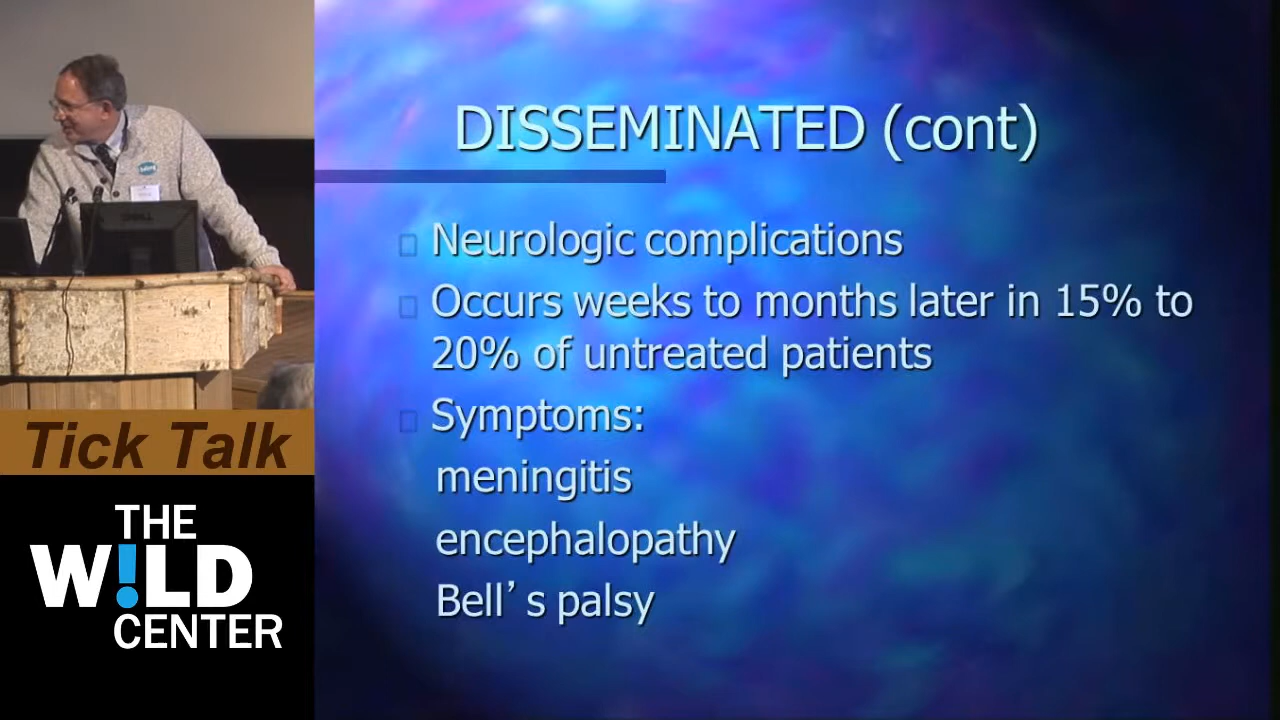 DISSEMINATED (cont)
Neurologic complications
Occurs weeks to months later in 15% to
20% of untreated patients
Symptoms:
meningitis
encephalopathy
Bell’s palsy
Tick Talk
THE
W!LD
CENTER
DELL